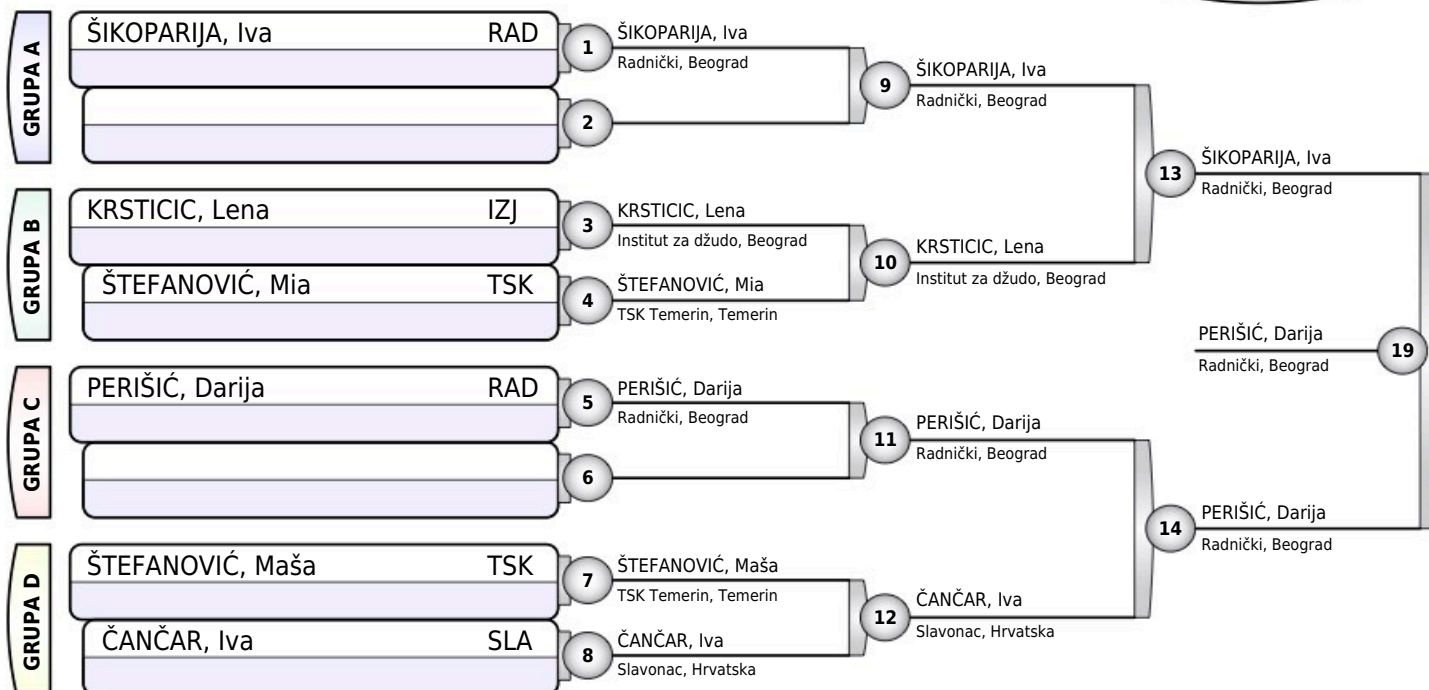 GRUPA A
ŠIKOPARIJA, Iva RAD
1
ŠIKOPARIJA, Iva
Radnički, Beograd
2
9
ŠIKOPARIJA, Iva
Radnički, Beograd
GRUPA B
KRSTICIC, Lena IZJ
3
KRSTICIC, Lena
Institut za džudo, Beograd
ŠTEFANOVIĆ, Mia TSK
4
ŠTEFANOVIĆ, Mia
TSK Temerin, Temerin
10
KRSTICIC, Lena
Institut za džudo, Beograd
13
ŠIKOPARIJA, Iva
Radnički, Beograd
GRUPA C
PERIŠIĆ, Darija RAD
5
PERIŠIĆ, Darija
Radnički, Beograd
6
11
PERIŠIĆ, Darija
Radnički, Beograd
GRUPA D
ŠTEFANOVIĆ, Maša TSK
7
ŠTEFANOVIĆ, Maša
TSK Temerin, Temerin
ČANČAR, Iva SLA
8
ČANČAR, Iva
Slavonac, Hrvatska
12
ČANČAR, Iva
Slavonac, Hrvatska
14
PERIŠIĆ, Darija
Radnički, Beograd
PERIŠIĆ, Darija
Radnički, Beograd
19